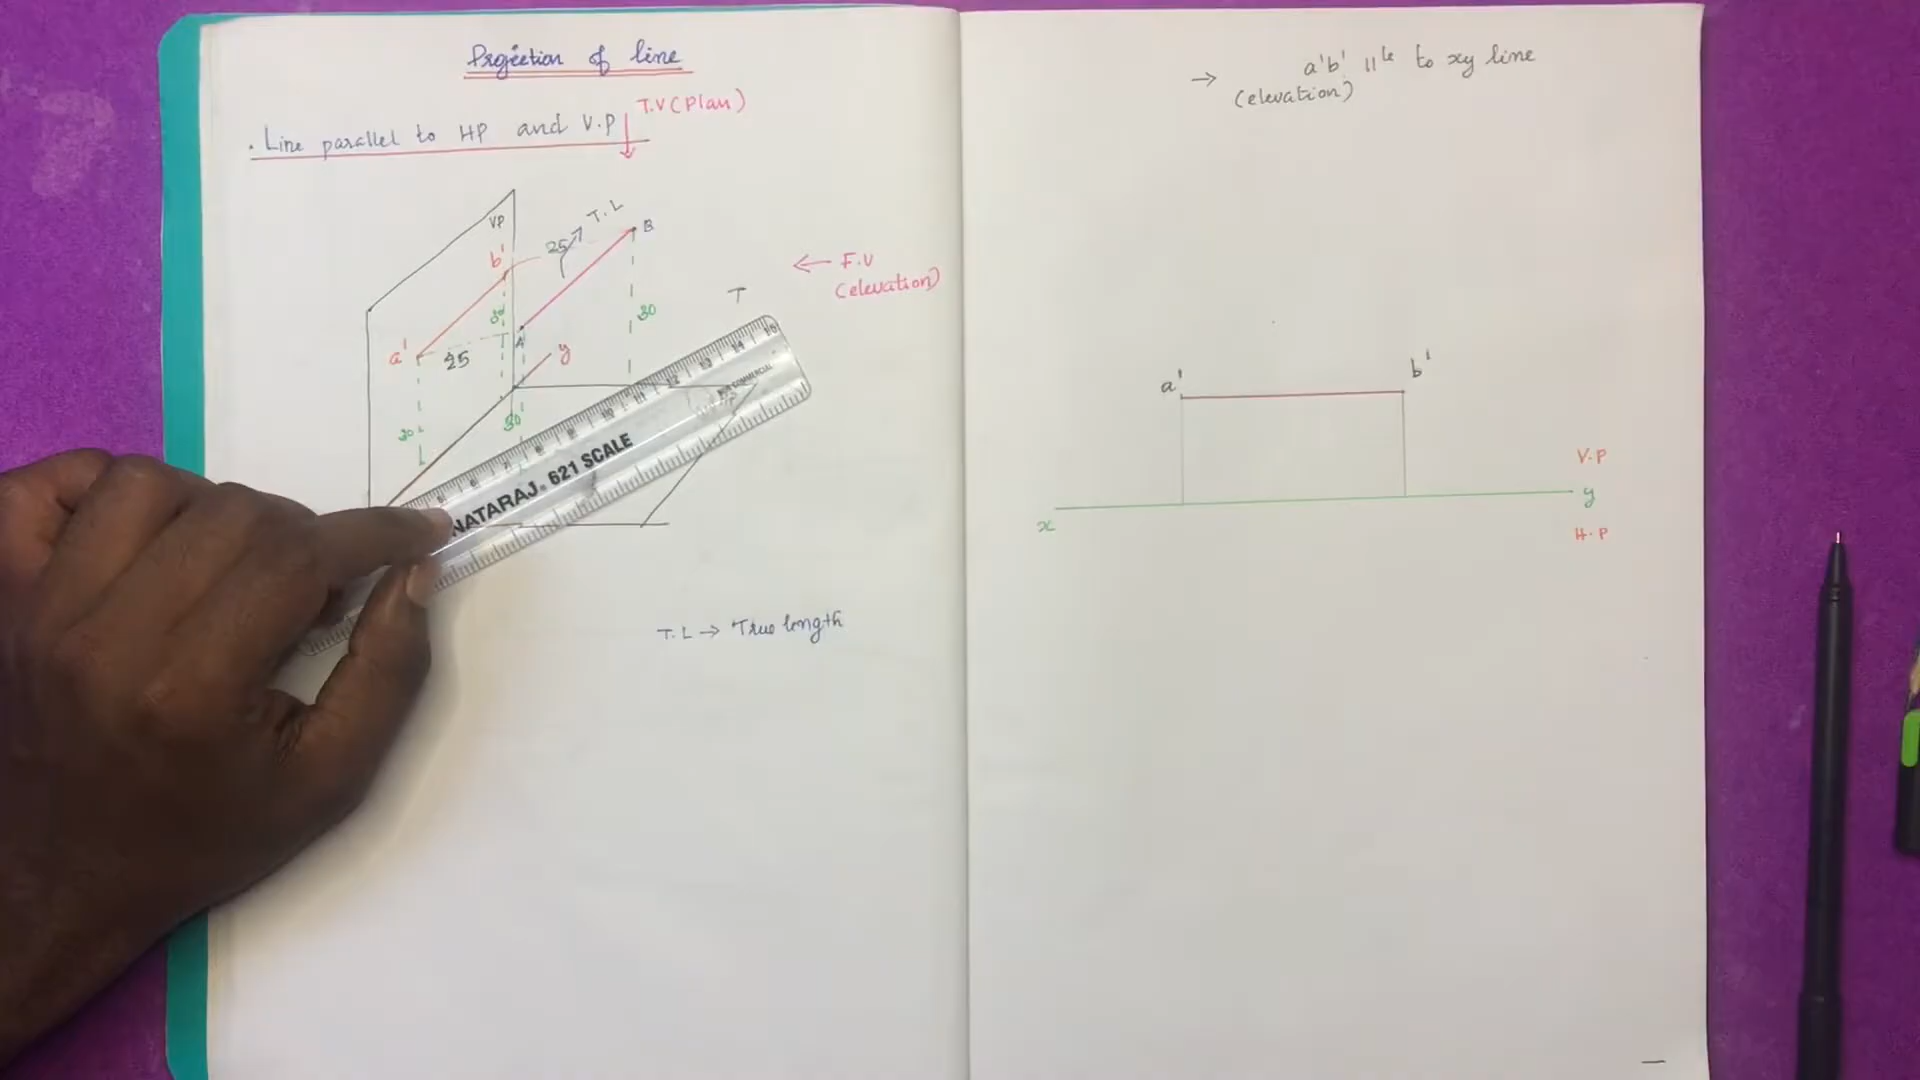 Projection of line
T.V (Plan)
. Line parallel to HP and V.P
VP
T.L
B
b'
25
F.V
(elevation)
T
30
30
A
y
a'
25
30
30
NATARAJ® 621 SCALE
T.L → True length
→ a'b' ||le to xy line
(elevation)
a'
b'
V.P
y
x
H.P